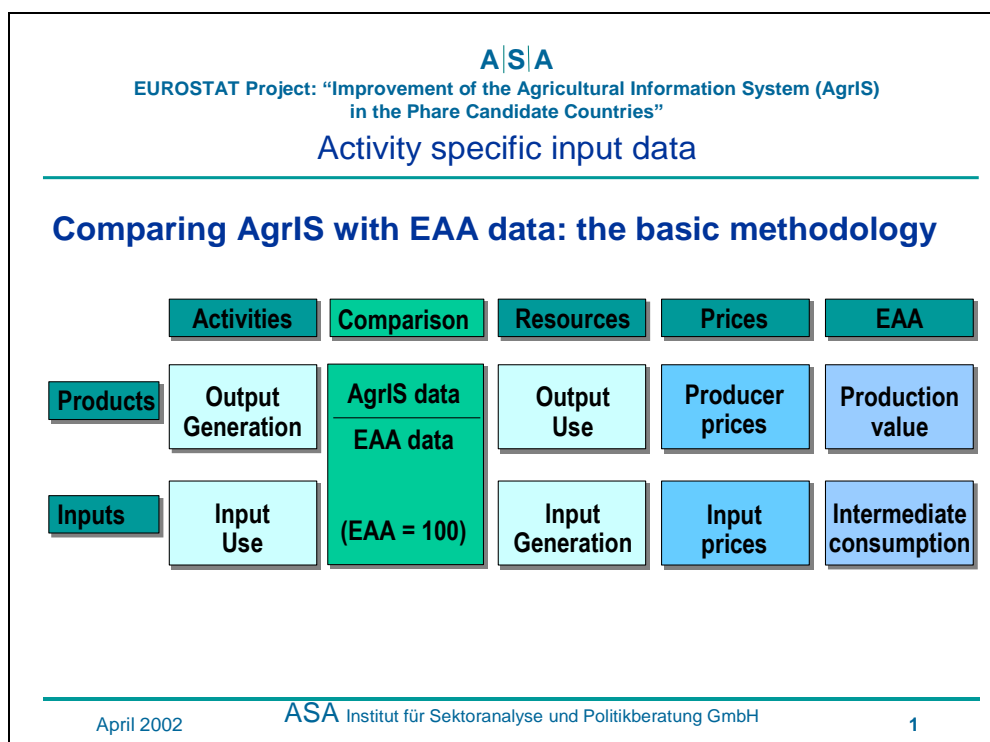 A|S|A
EUROSTAT Project: “Improvement of the Agricultural Information System (AgrIS)
in the Phare Candidate Countries”
Activity specific input data
Comparing AgrIS with EAA data: the basic methodology
Activities Comparison Resources Prices EAA
Products
Output
Generation
AgrIS data
EAA data
Output
Use
Producer
prices
Production
value
Inputs
Input
Use
(EAA = 100)
Input
Generation
Input
prices
Intermediate
consumption
April 2002
ASA Institut für Sektoranalyse und Politikberatung GmbH
1